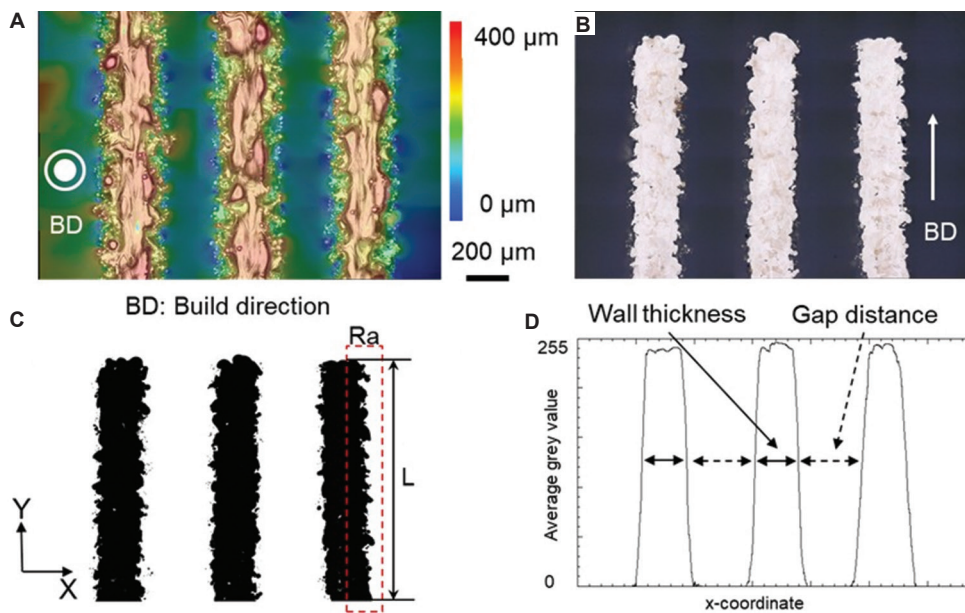 A
400 μm
0 μm
200 μm
BD
B
BD
BD: Build direction
C
Ra
L
Y
X
D
Wall thickness
Gap distance
255
Average grey value
0
x-coordinate